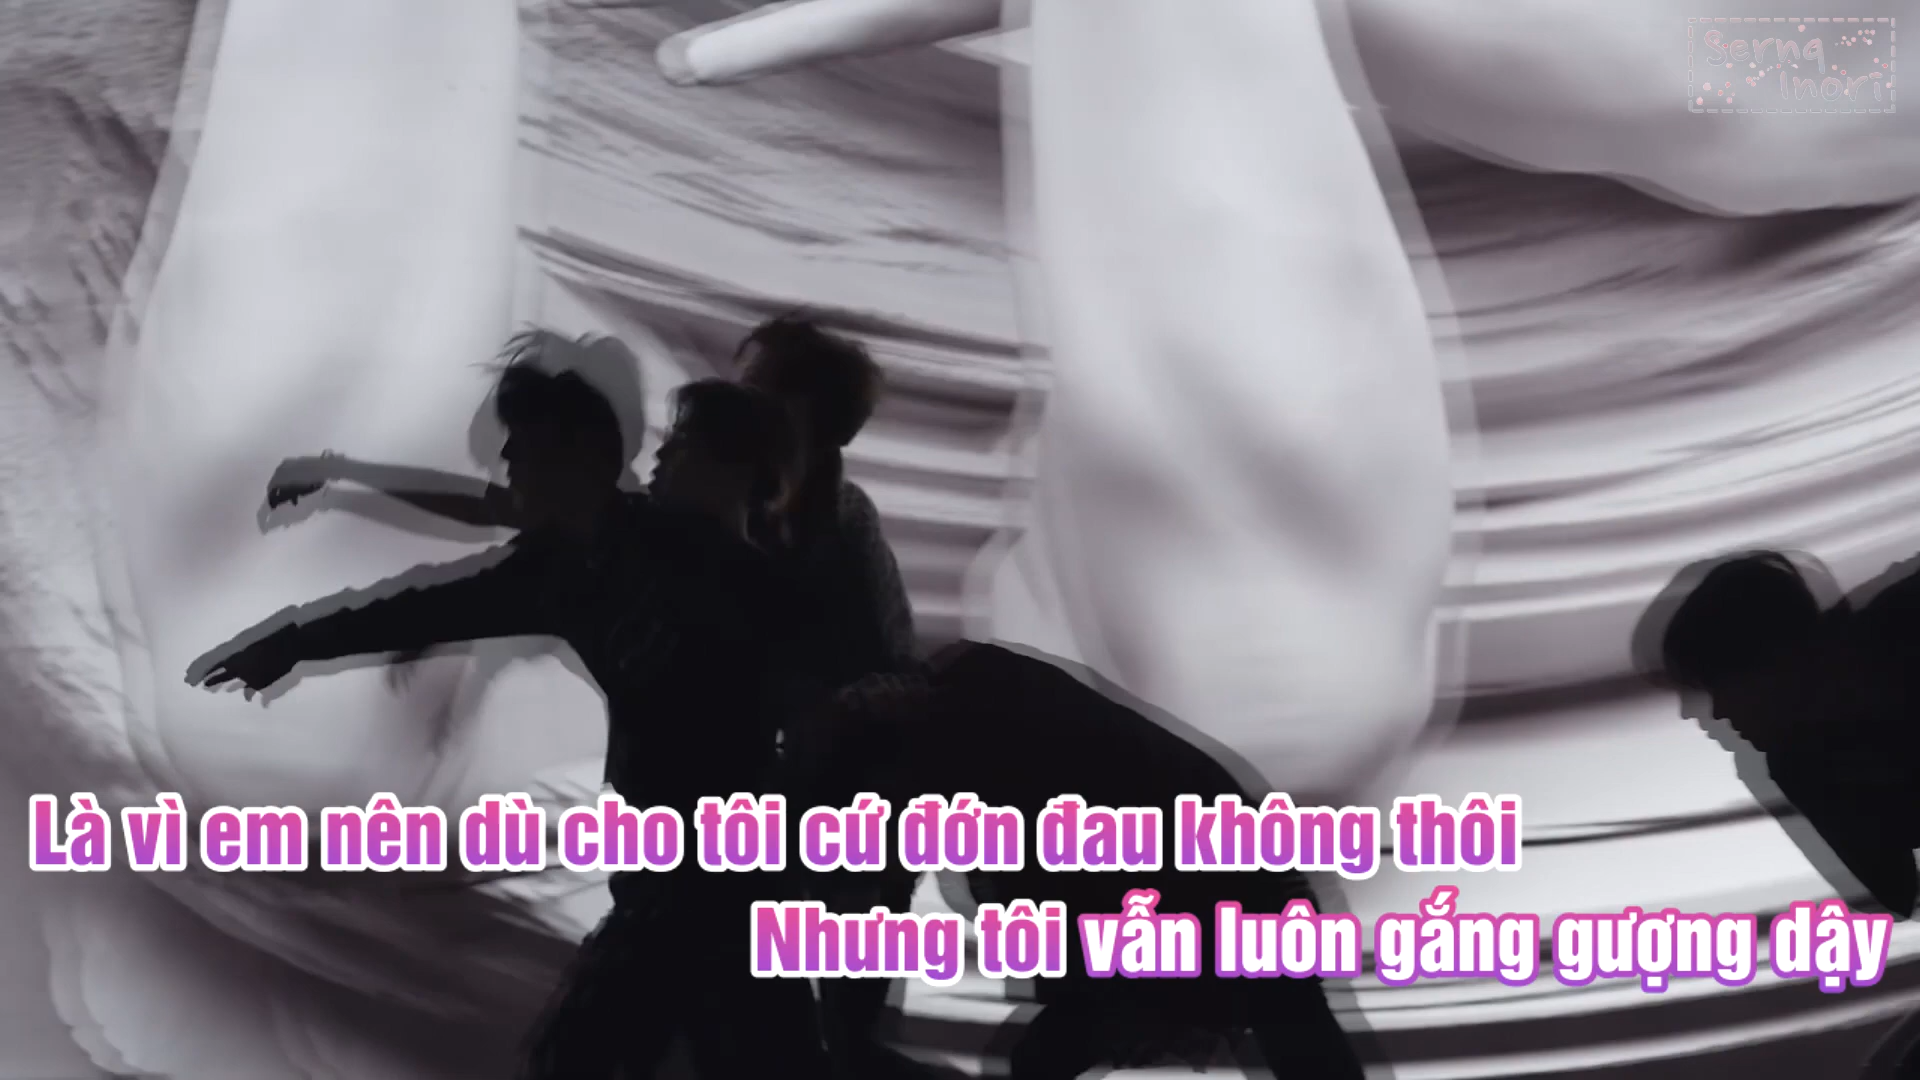 Serna
Inori
Là vì em nên dù cho tôi cứ đớn đau không thôi
Nhưng tôi vẫn luôn gắng gượng dậy